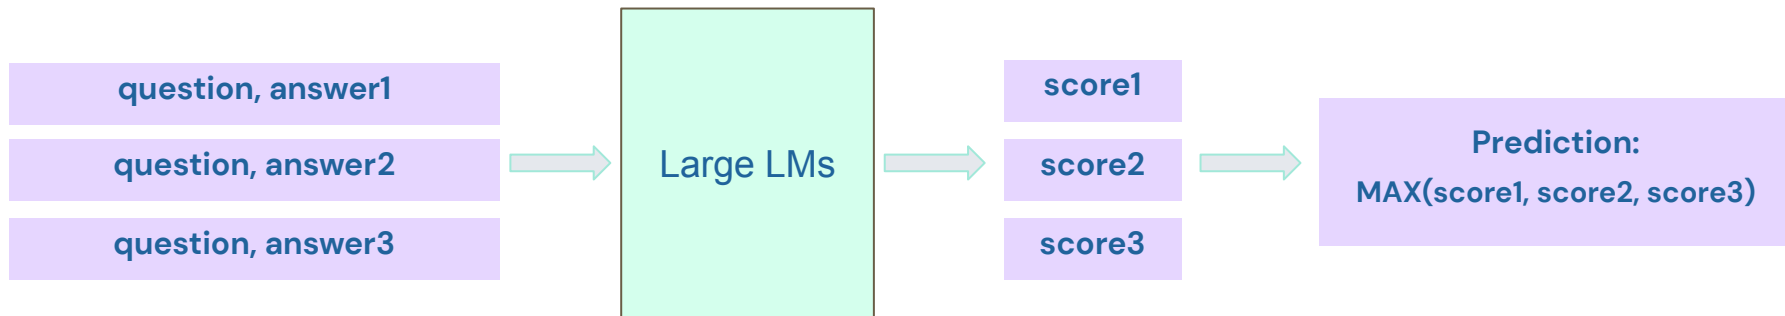 question, answer1
question, answer2
question, answer3
Large LMs
score1
score2
score3
Prediction:
MAX(score1, score2, score3)